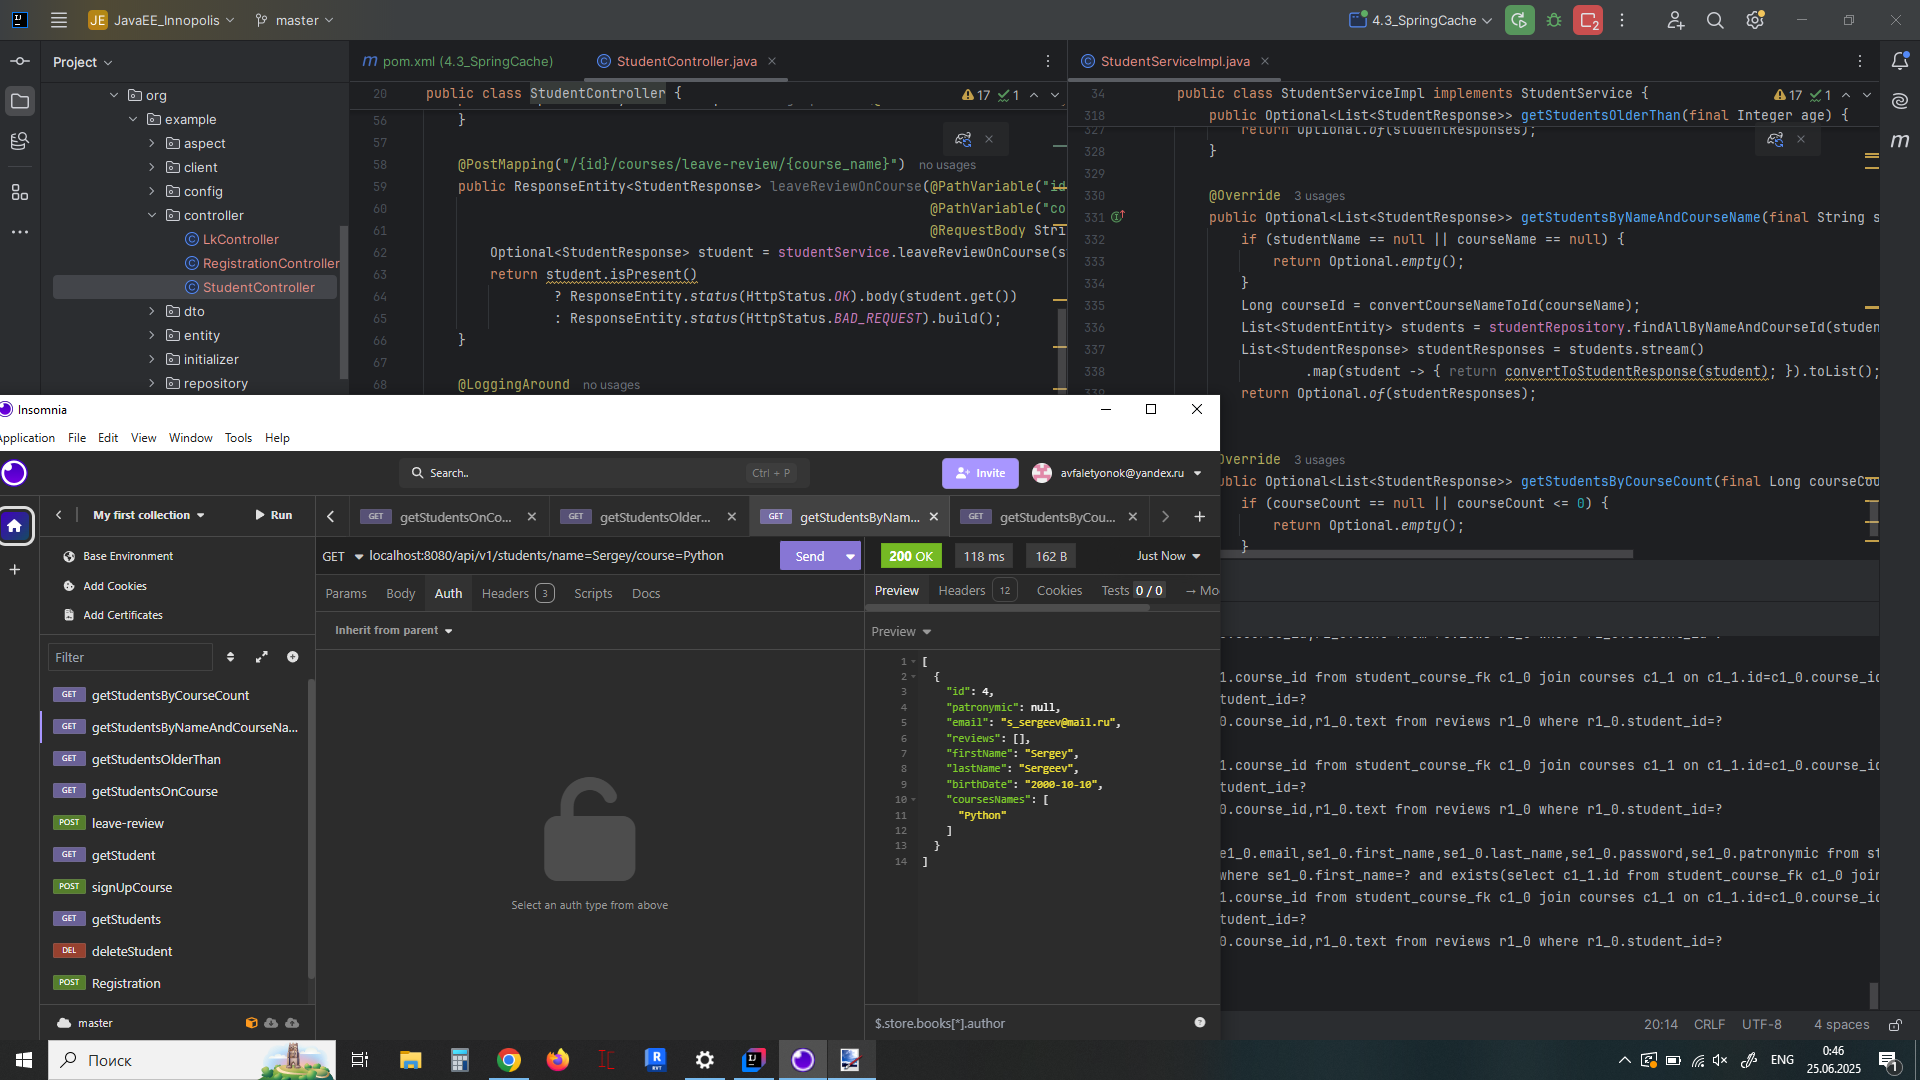 JE JavaEE_Innopolis master 4.3_SpringCache 2
Project
pom.xml (4.3_SpringCache) StudentController.java
StudentServiceImpl.java
org
example
aspect
client
config
controller
LkController
RegistrationController
StudentController
dto
entity
initializer
repository
20 public class StudentController { 17 1
56 }
57
58 @PostMapping("/{id}/courses/leave-review/{course_name}") no usages
59 public ResponseEntity<StudentResponse> leaveReviewOnCourse(@PathVariable("id
60 @PathVariable("co
61 @RequestBody Stri
62 Optional<StudentResponse> student = studentService.leaveReviewOnCourse(s
63 return student.isPresent()
64 ? ResponseEntity.status(HttpStatus.OK).body(student.get())
65 : ResponseEntity.status(HttpStatus.BAD_REQUEST).build();
66 }
67
68 @LoggingAround no usages
34 public class StudentServiceImpl implements StudentService { 17 1
318 public Optional<List<StudentResponse>> getStudentsOlderThan(final Integer age) {
327 return Optional.of(studentResponses);
328 }
329
330 @Override 3 usages
331 public Optional<List<StudentResponse>> getStudentsByNameAndCourseName(final String s
332 if (studentName == null || courseName == null) {
333 return Optional.empty();
334 }
335 Long courseId = convertCourseNameToId(courseName);
336 List<StudentEntity> students = studentRepository.findAllByNameAndCourseId(studen
337 List<StudentResponse> studentResponses = students.stream()
338 .map(student -> { return convertToStudentResponse(student); }).toList();
339 return Optional.of(studentResponses);
verride 3 usages
blic Optional<List<StudentResponse>> getStudentsByCourseCount(final Long courseCou
if (courseCount == null || courseCount <= 0) {
return Optional.empty();
}
.course_id,r1_0.text from reviews r1_0 where r1_0.student_id=?
1.course_id from student_course_fk c1_0 join courses c1_1 on c1_1.id=c1_0.course_id
tudent_id=?
0.course_id,r1_0.text from reviews r1_0 where r1_0.student_id=?
1.course_id from student_course_fk c1_0 join courses c1_1 on c1_1.id=c1_0.course_id
tudent_id=?
0.course_id,r1_0.text from reviews r1_0 where r1_0.student_id=?
se1_0.email,se1_0.first_name,se1_0.last_name,se1_0.password,se1_0.patronymic from st
where se1_0.first_name=? and exists(select c1_1.id from student_course_fk c1_0 join
1.course_id from student_course_fk c1_0 join courses c1_1 on c1_1.id=c1_0.course_id
tudent_id=?
0.course_id,r1_0.text from reviews r1_0 where r1_0.student_id=?
20:14 CRLF UTF-8 4 spaces
Insomnia
pplication File Edit View Window Tools Help
Search.. Ctrl + P Invite avfaletyonok@yandex.ru
My first collection Run
Base Environment
Add Cookies
Add Certificates
Filter
GET getStudentsByCourseCount
GET getStudentsByNameAndCourseNa...
GET getStudentsOlderThan
GET getStudentsOnCourse
POST leave-review
GET getStudent
POST signUpCourse
GET getStudents
DEL deleteStudent
POST Registration
master
GET getStudentsOnCo... GET getStudentsOlder... GET getStudentsByNam... GET getStudentsByCou...
GET localhost:8080/api/v1/students/name=Sergey/course=Python Send
Params Body Auth Headers 3 Scripts Docs
Inherit from parent
Select an auth type from above
200 OK 118 ms 162 B Just Now
Preview Headers 12 Cookies Tests 0 / 0 → Mo
Preview
1 [
2 {
3 "id": 4,
4 "patronymic": null,
5 "email": "s_sergeev@mail.ru",
6 "reviews": [],
7 "firstName": "Sergey",
8 "lastName": "Sergeev",
9 "birthDate": "2000-10-10",
10 "coursesNames": [
11 "Python"
12 ]
13 }
14 ]
$.store.books[*].author
Поиск
ENG
0:46
25.06.2025
1